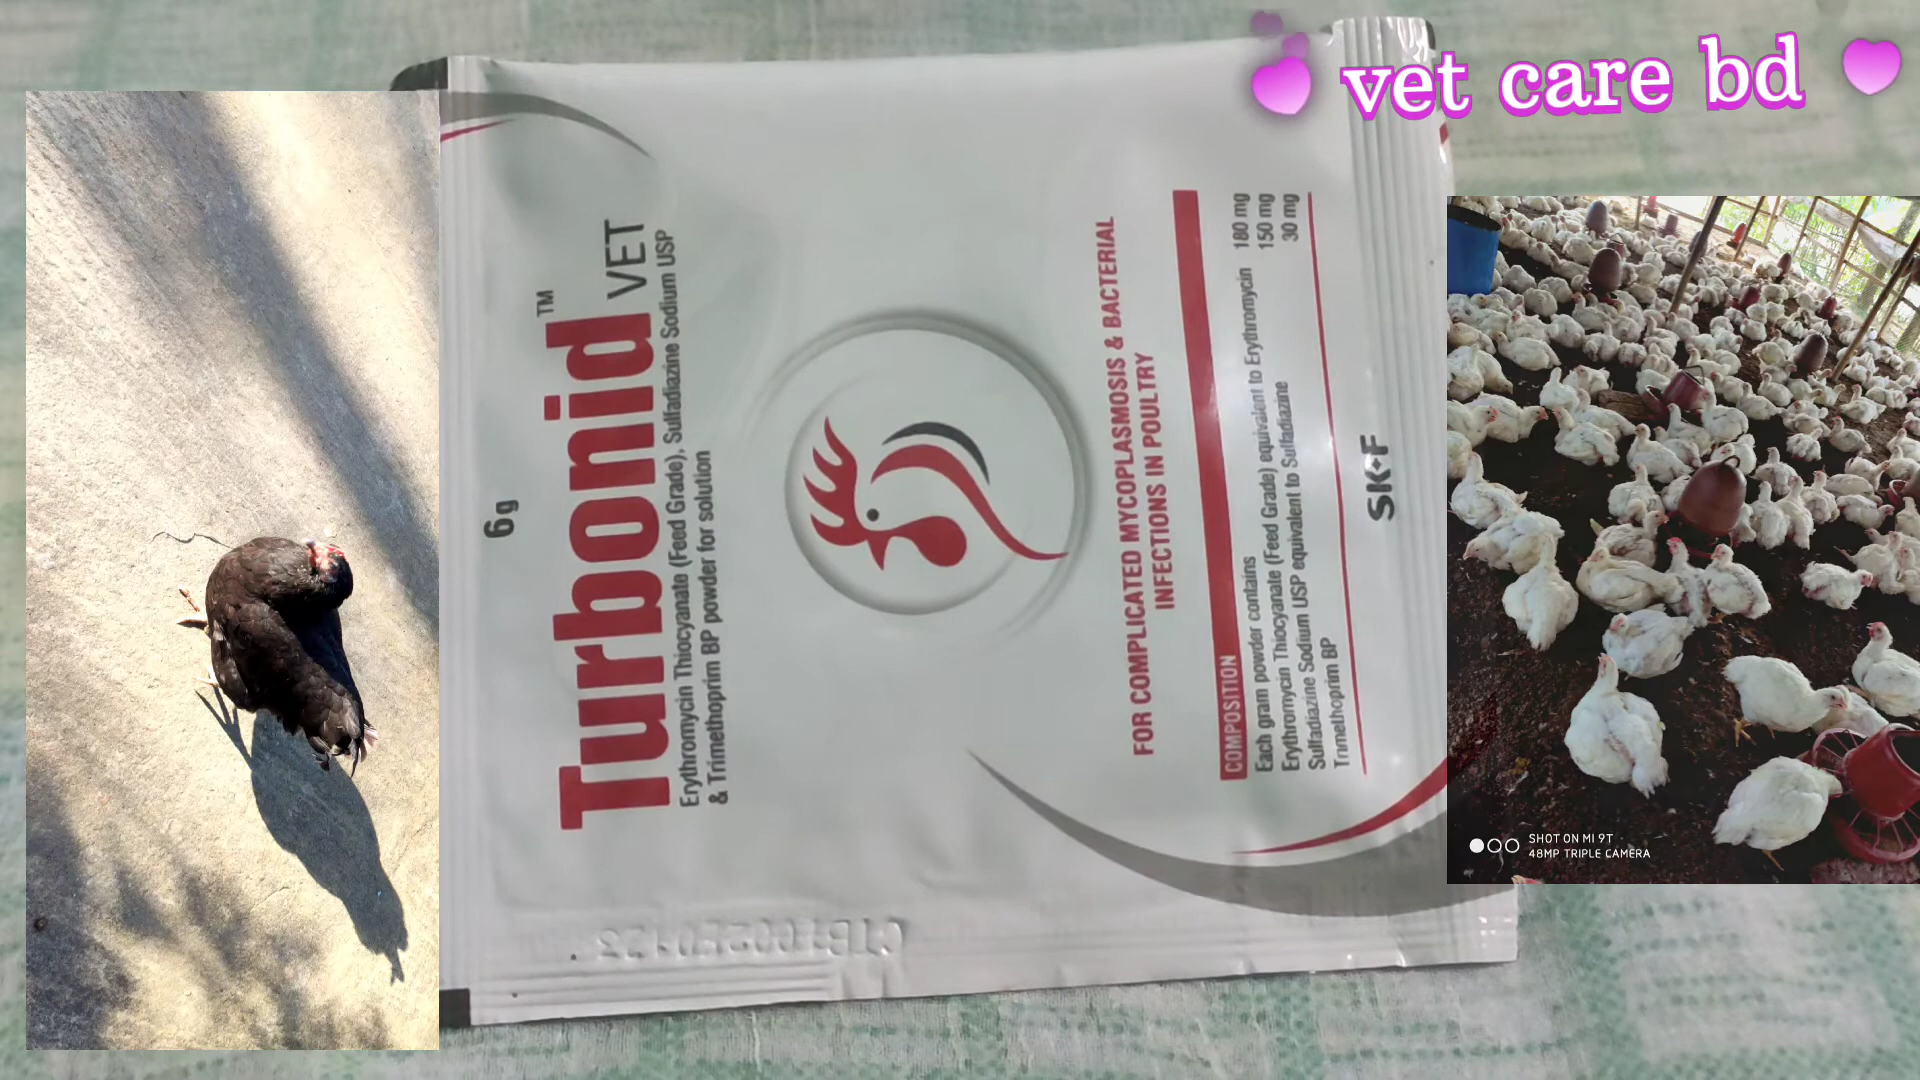 vet care bd
6g
Turbonid™ VET
Erythromycin Thiocyanate (Feed Grade), Sulfadiazine Sodium USP
& Trimethoprim BP powder for solution
FOR COMPLICATED MYCOPLASMOSIS & BACTERIAL
INFECTIONS IN POULTRY
COMPOSITION
Each gram powder contains
Erythromycin Thiocyanate (Feed Grade) equivalent to Erythromycin 180 mg
Sulfadiazine Sodium USP equivalent to Sulfadiazine 150 mg
Trimethoprim BP 30 mg
SK+F
SHOT ON MI 9T
48MP TRIPLE CAMERA